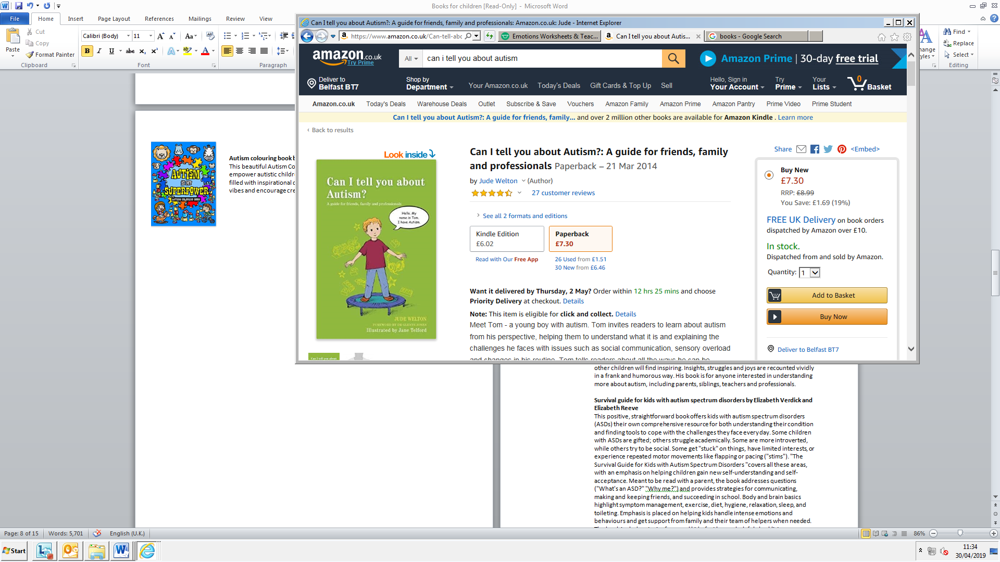 Books for children [Read-Only] - Microsoft Word
File Home Insert Page Layout References Mailings Review View
Paste
Cut
Copy
Format Painter
Clipboard
Calibri (Body) 11
Font
Paragraph
Find
Replace
Select
Editing
Can I tell you about Autism?: A guide for friends, family and professionals: Amazon.co.uk: Jude - Internet Explorer
https://www.amazon.co.uk/Can-tell-abc
Emotions Worksheets & Teac...
Can I tell you about Autis...
books - Google Search
amazon.co.uk
Try Prime
All
can i tell you about autism
Amazon Prime | 30-day free trial
Deliver to
Belfast BT7
Shop by
Department
Your Amazon.co.uk Today's Deals Gift Cards & Top Up Sell
Hello, Sign in
Your Account
Try
Prime
Your
Lists
0
Basket
Amazon.co.uk Today's Deals Warehouse Deals Outlet Subscribe & Save Vouchers Amazon Family Amazon Prime Amazon Pantry Prime Video Prime Student
Can I tell you about Autism?: A guide for friends, family... and over 2 million other books are available for Amazon Kindle . Learn more
‹ Back to results
Look inside
Can I tell you about
Autism?
A guide for friends, family and professionals
Hello. My
name is Tom.
I have Autism.
JUDE WELTON
FOREWORD BY DR GLENYS JONES
Illustrated by Jane Telford
Can I tell you about Autism?: A guide for friends, family
and professionals Paperback – 21 Mar 2014
by Jude Welton (Author)
27 customer reviews
See all 2 formats and editions
Kindle Edition
£6.02
Read with Our Free App
Paperback
£7.30
26 Used from £1.51
30 New from £6.46
Want it delivered by Thursday, 2 May? Order within 12 hrs 25 mins and choose
Priority Delivery at checkout. Details
Note: This item is eligible for click and collect. Details
Meet Tom - a young boy with autism. Tom invites readers to learn about autism
from his perspective, helping them to understand what it is and explaining the
challenges he faces with issues such as social communication, sensory overload
and changes in his routine. Tom tells readers about all the ways he can be
Share <Embed>
Buy New
£7.30
RRP: £8.99
You Save: £1.69 (19%)
FREE UK Delivery on book orders
dispatched by Amazon over £10.
In stock.
Dispatched from and sold by Amazon.
Quantity: 1
Add to Basket
Buy Now
Deliver to Belfast BT7
AUTISM
IS MY
SUPERPOWER
Autism colouring book b
This beautiful Autism Co
empower autistic childre
filled with inspirational
vibes and encourage cre
other children will find inspiring. Insights, struggles and joys are recounted vividly
in a frank and humorous way. His book is for anyone interested in understanding
more about autism, including parents, siblings, teachers and professionals.
Survival guide for kids with autism spectrum disorders by Elizabeth Verdick and
Elizabeth Reeve
This positive, straightforward book offers kids with autism spectrum disorders
(ASDs) their own comprehensive resource for both understanding their condition
and finding tools to cope with the challenges they face every day. Some children
with ASDs are gifted; others struggle academically. Some are more introverted,
while others try to be social. Some get "stuck" on things, have limited interests, or
experience repeated motor movements like flapping or pacing ("stims"). "The
Survival Guide for Kids with Autism Spectrum Disorders "covers all these areas,
with an emphasis on helping children gain new self-understanding and self-
acceptance. Meant to be read with a parent, the book addresses questions
("What's an ASD?" "Why me?") and provides strategies for communicating,
making and keeping friends, and succeeding in school. Body and brain basics
highlight symptom management, exercise, diet, hygiene, relaxation, sleep, and
toileting. Emphasis is placed on helping kids handle intense emotions and
behaviours and get support from family and their team of helpers when needed.
Page: 8 of 15 Words: 5,701 English (U.K.)
86%
Start
11:34
30/04/2019